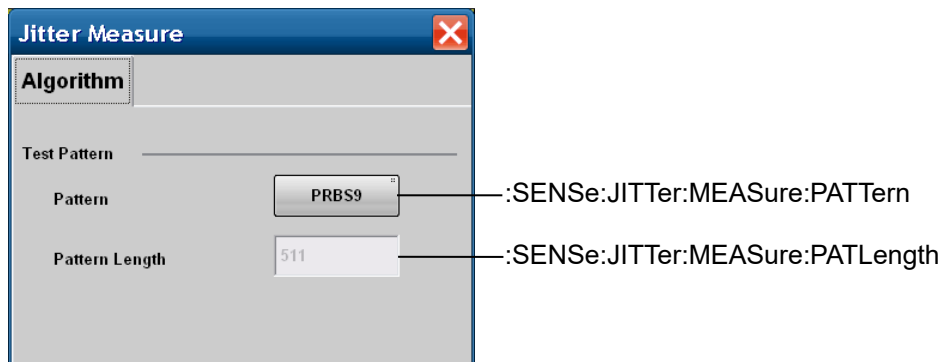 Jitter Measure
Algorithm
Test Pattern
Pattern PRBS9 :SENSe:JITTer:MEASure:PATTern
Pattern Length 511 :SENSe:JITTer:MEASure:PATLength